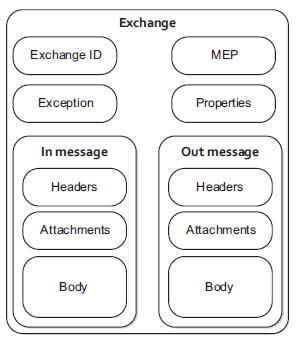 Exchange
Exchange ID
MEP
Exception
Properties
In message
Out message
Headers
Headers
Attachments
Attachments
Body
Body